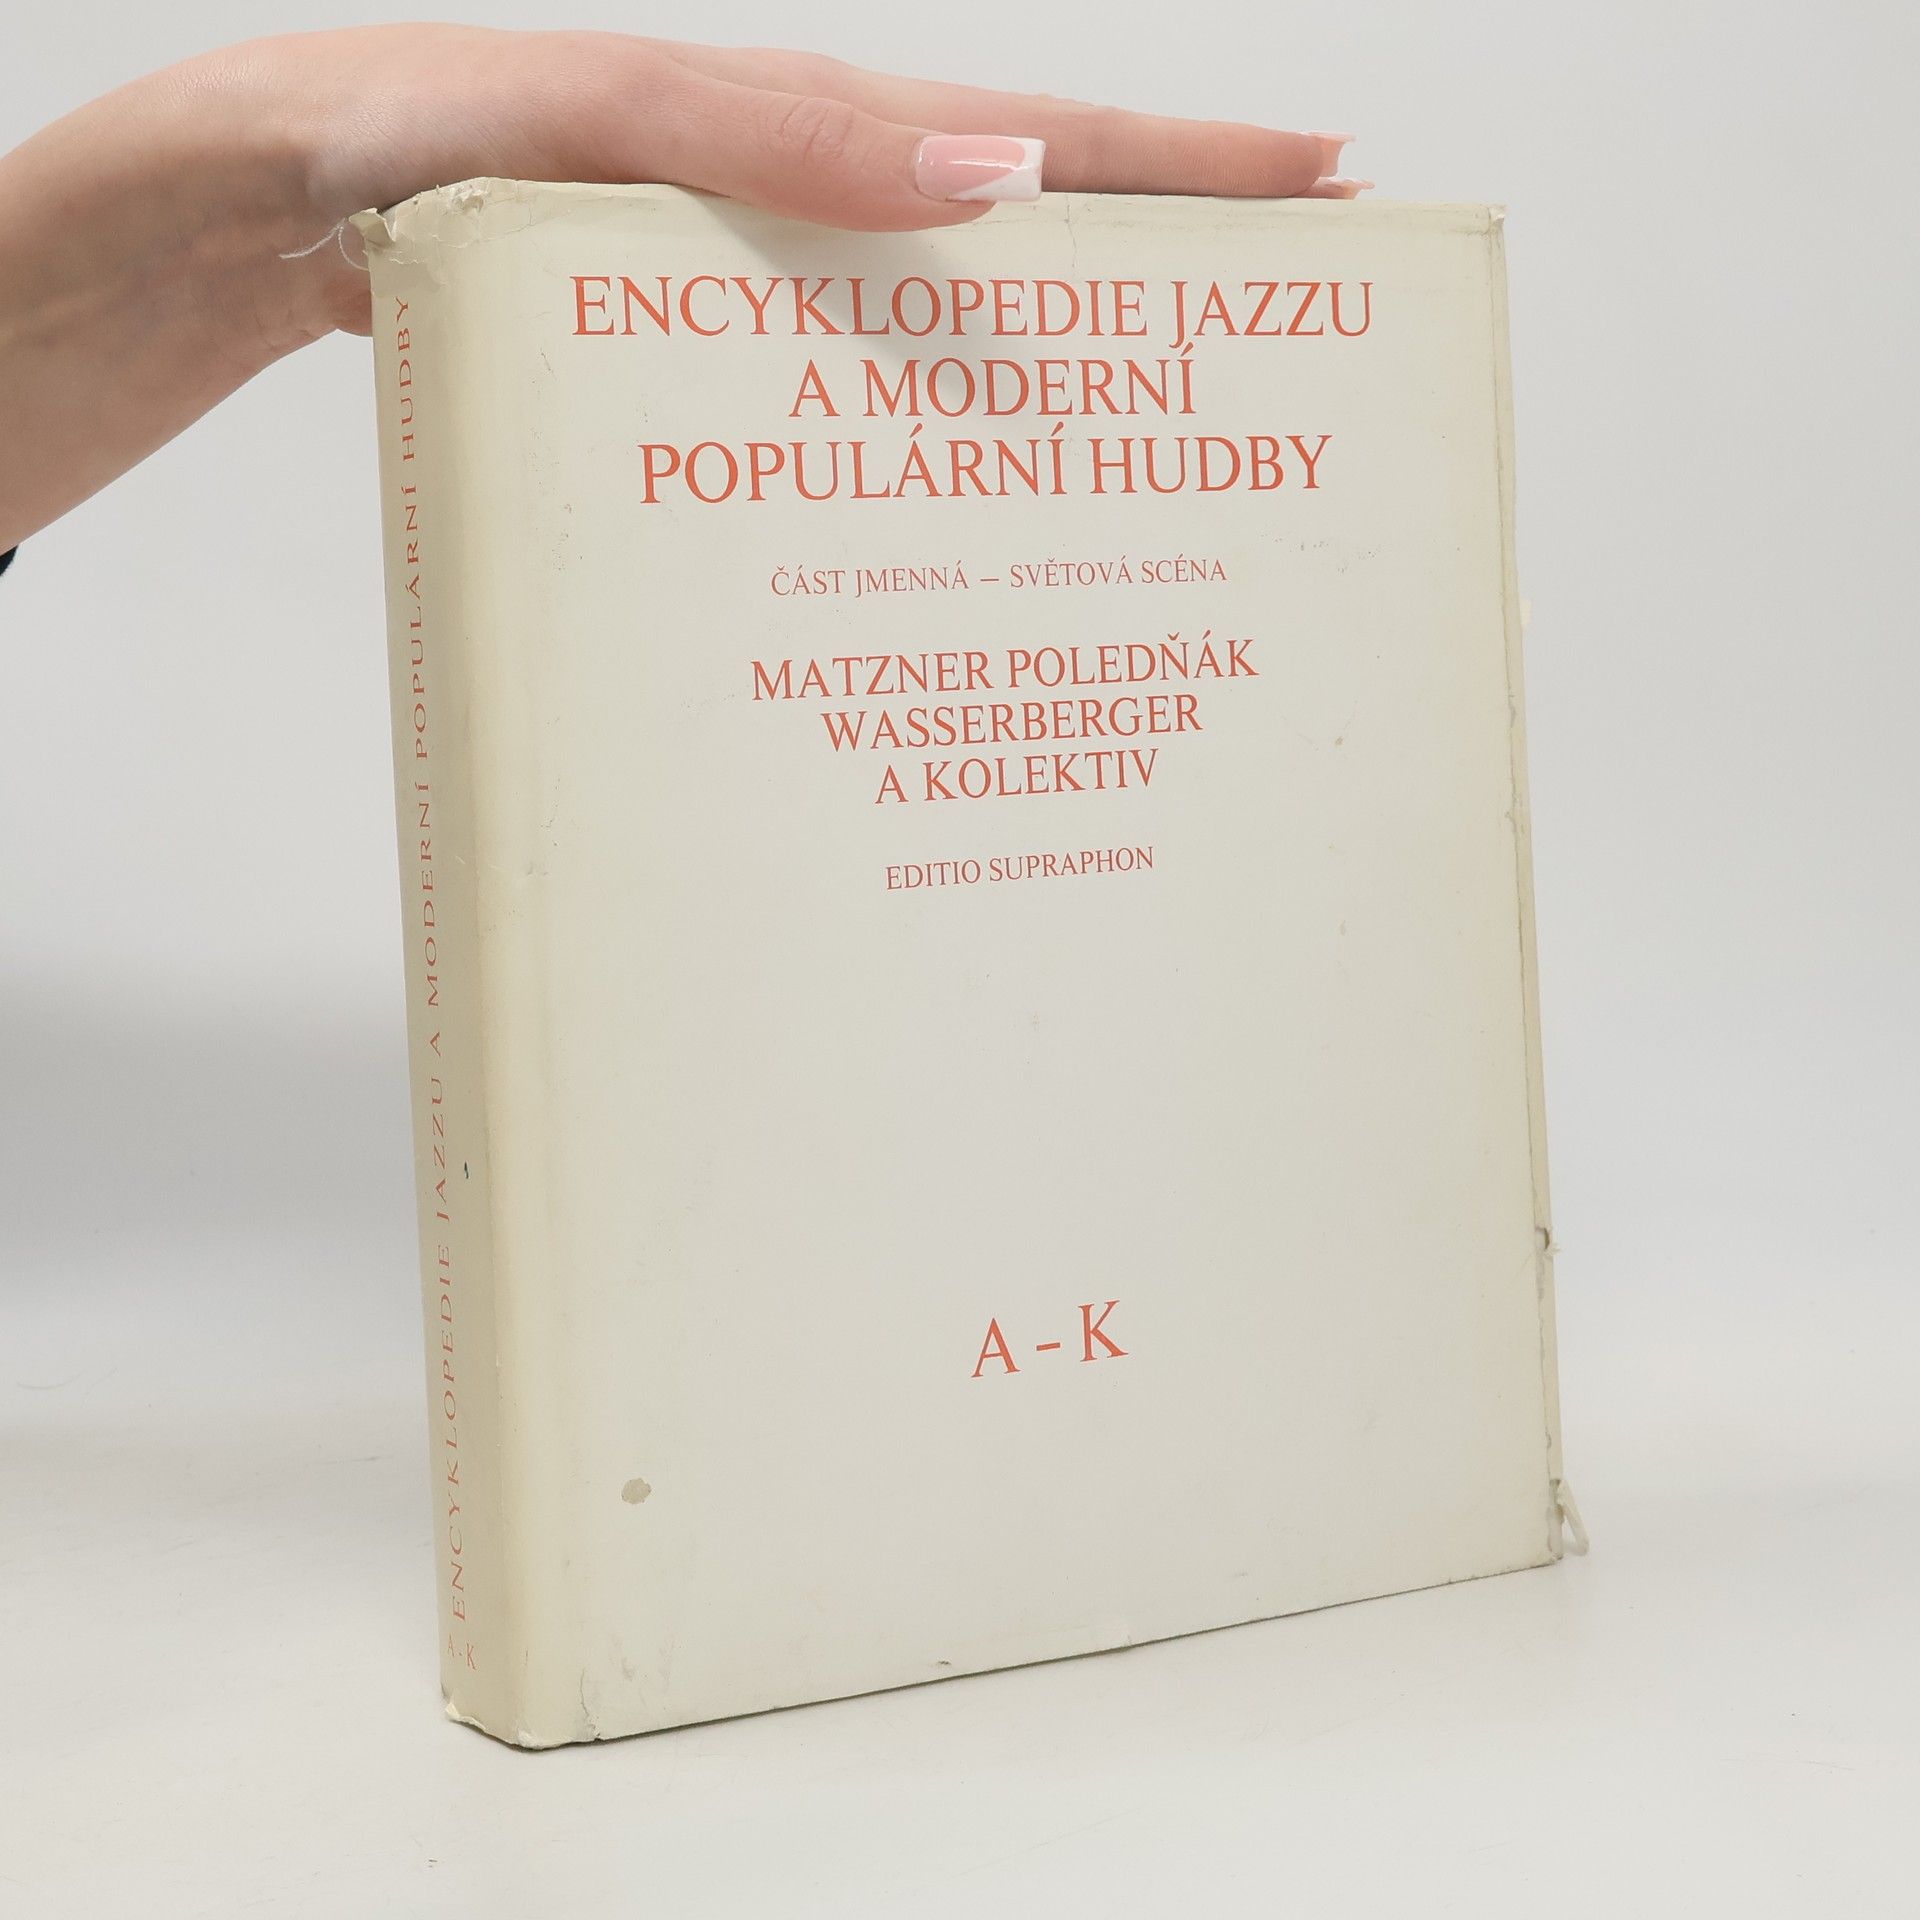 ENCYKLOPEDIE JAZZU
A MODERNÍ
POPULÁRNÍ HUDBY
ČÁST JMENNÁ – SVĚTOVÁ SCÉNA
MATZNER POLEDŇÁK
WASSERBERGER
A KOLEKTIV
EDITIO SUPRAPHON
A - K
A - K ENCYKLOPEDIE JAZZU A MODERNÍ POPULÁRNÍ HUDBY